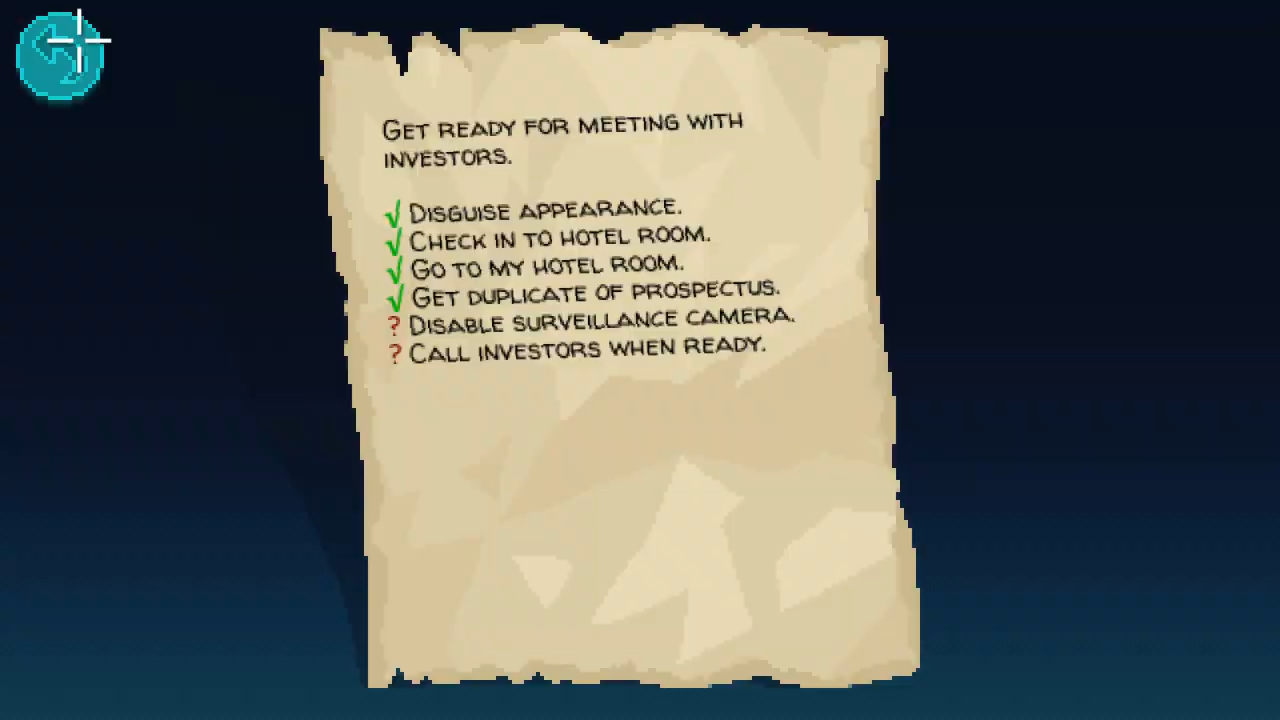 Get ready for meeting with
investors.
√ Disguise appearance.
√ Check in to hotel room.
√ Go to my hotel room.
√ Get duplicate of prospectus.
? Disable surveillance camera.
? Call investors when ready.